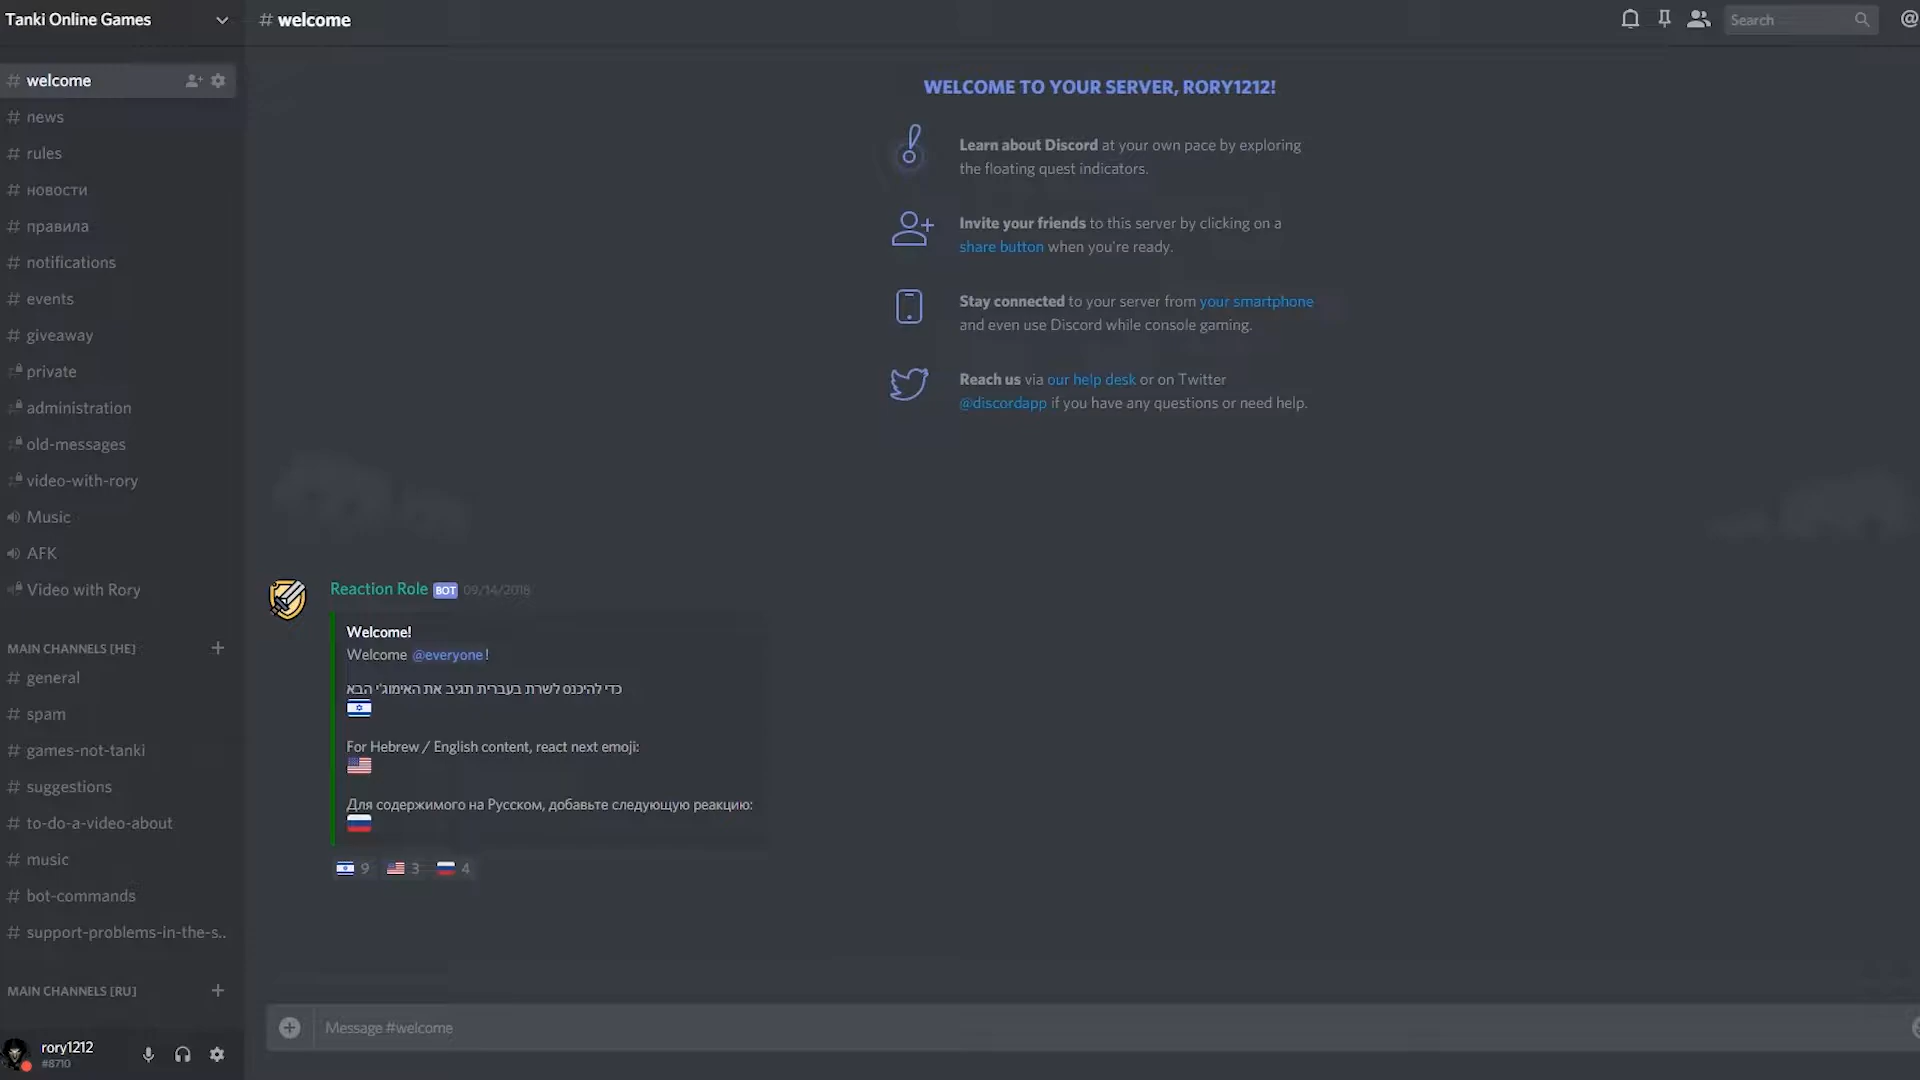 Tanki Online Games
# welcome
Search
# welcome
# news
# rules
# новости
# правила
# notifications
# events
# giveaway
private
administration
old-messages
video-with-rory
Music
AFK
Video with Rory
MAIN CHANNELS [HE]
# general
# spam
# games-not-tanki
# suggestions
# to-do-a-video-about
# music
# bot-commands
# support-problems-in-the-s..
MAIN CHANNELS [RU]
rory1212
#8710
WELCOME TO YOUR SERVER, RORY1212!
Learn about Discord at your own pace by exploring
the floating quest indicators.
Invite your friends to this server by clicking on a
share button when you're ready.
Stay connected to your server from your smartphone
and even use Discord while console gaming.
Reach us via our help desk or on Twitter
@discordapp if you have any questions or need help.
Reaction Role BOT 09/14/2018
Welcome!
Welcome @everyone!
כדי להיכנס לשרת בעברית תגיב את האימוג'י הבא
For Hebrew / English content, react next emoji:
Для содержимого на Русском, добавьте следующую реакцию:
9 3 4
Message #welcome